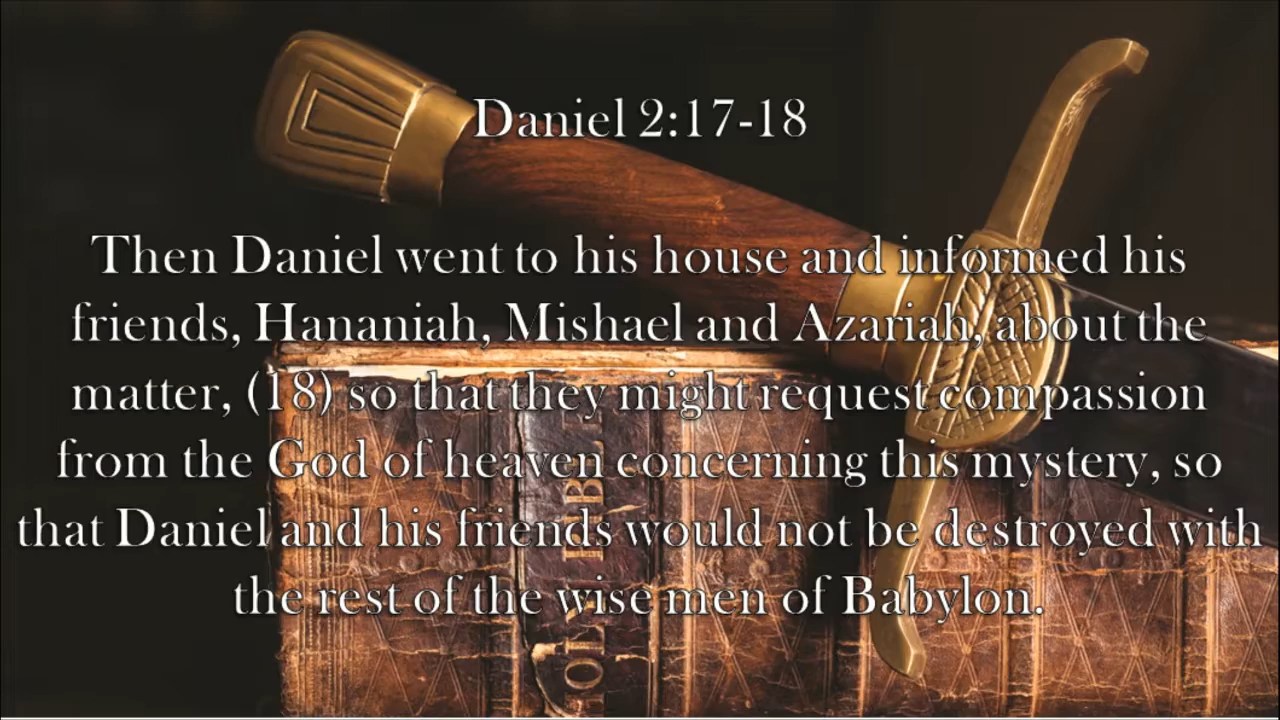 Daniel 2:17-18
Then Daniel went to his house and informed his
friends, Hananiah, Mishael and Azariah, about the
matter, (18) so that they might request compassion
from the God of heaven concerning this mystery, so
that Daniel and his friends would not be destroyed with
the rest of the wise men of Babylon.
HOLY BIBLE